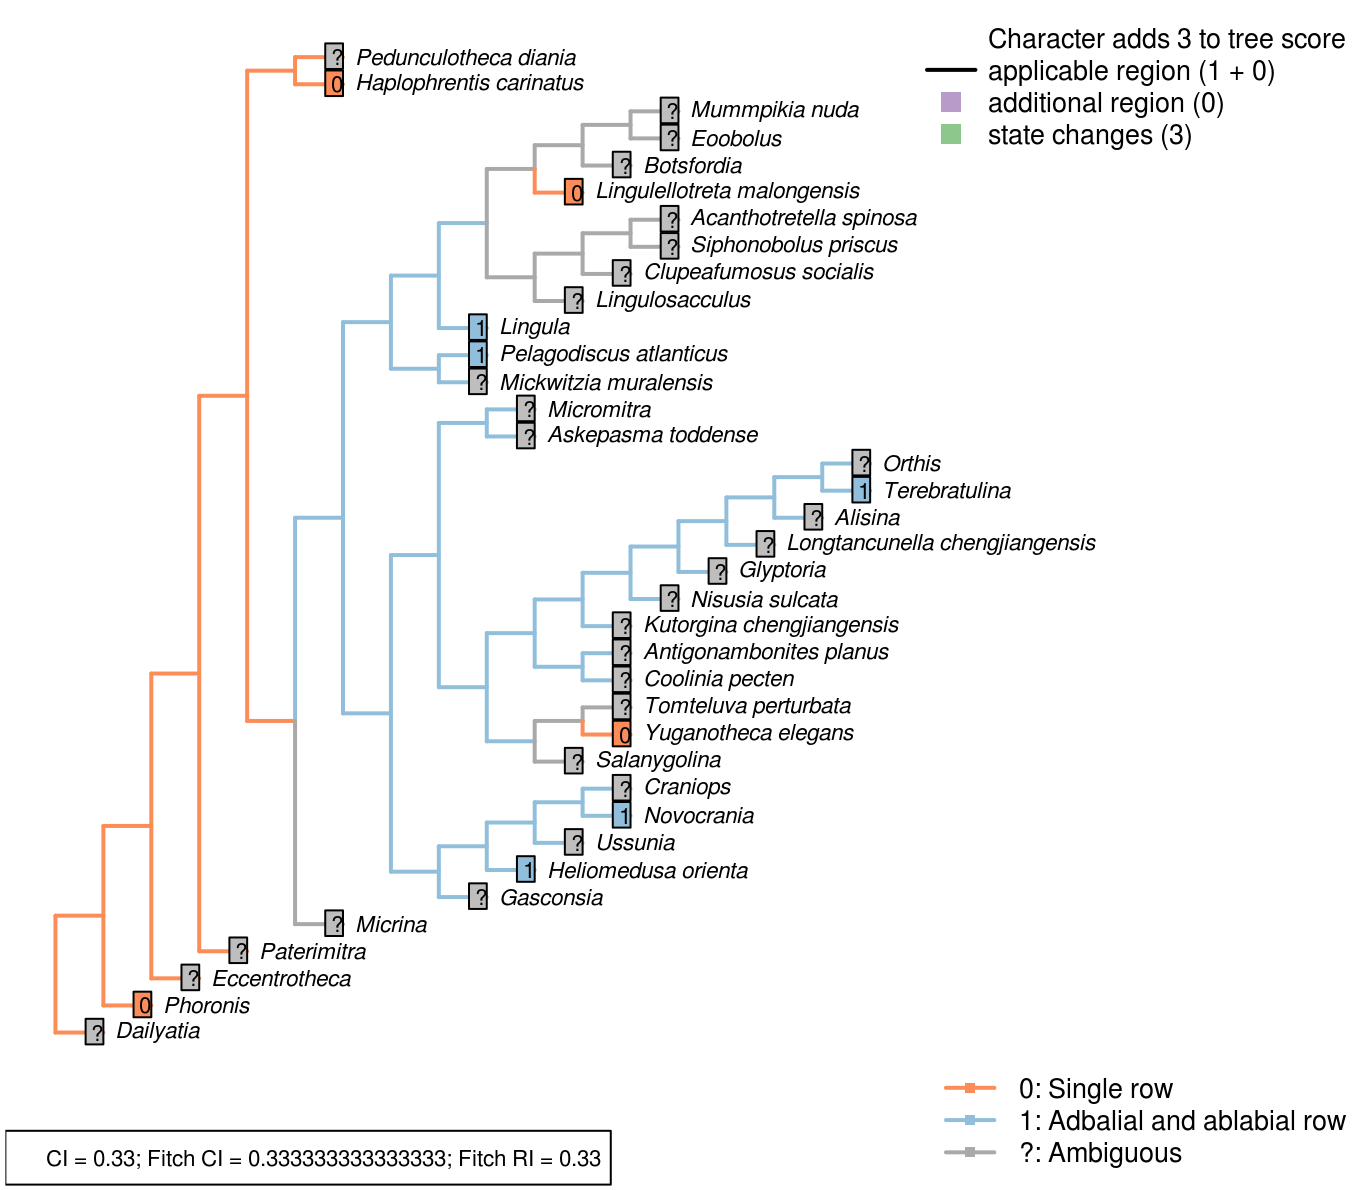 Character adds 3 to tree score
applicable region (1 + 0)
additional region (0)
state changes (3)
? Pedunculotheca diania
0 Haplophrentis carinatus
? Mummpikia nuda
? Eoobolus
? Botsfordia
0 Lingulellotreta malongensis
? Acanthotretella spinosa
? Siphonobolus priscus
? Clupeafumosus socialis
? Lingulosacculus
1 Lingula
1 Pelagodiscus atlanticus
? Mickwitzia muralensis
? Micromitra
? Askepasma toddense
? Orthis
1 Terebratulina
? Alisina
? Longtancunella chengjiangensis
? Glyptoria
? Nisusia sulcata
? Kutorgina chengjiangensis
? Antigonambonites planus
? Coolinia pecten
? Tomteluva perturbata
0 Yuganotheca elegans
? Salanygolina
? Craniops
1 Novocrania
? Ussunia
1 Heliomedusa orienta
? Gasconsia
? Micrina
? Paterimitra
? Eccentrotheca
0 Phoronis
? Dailyatia
0: Single row
1: Adbalial and ablabial row
?: Ambiguous
CI = 0.33; Fitch CI = 0.333333333333333; Fitch RI = 0.33